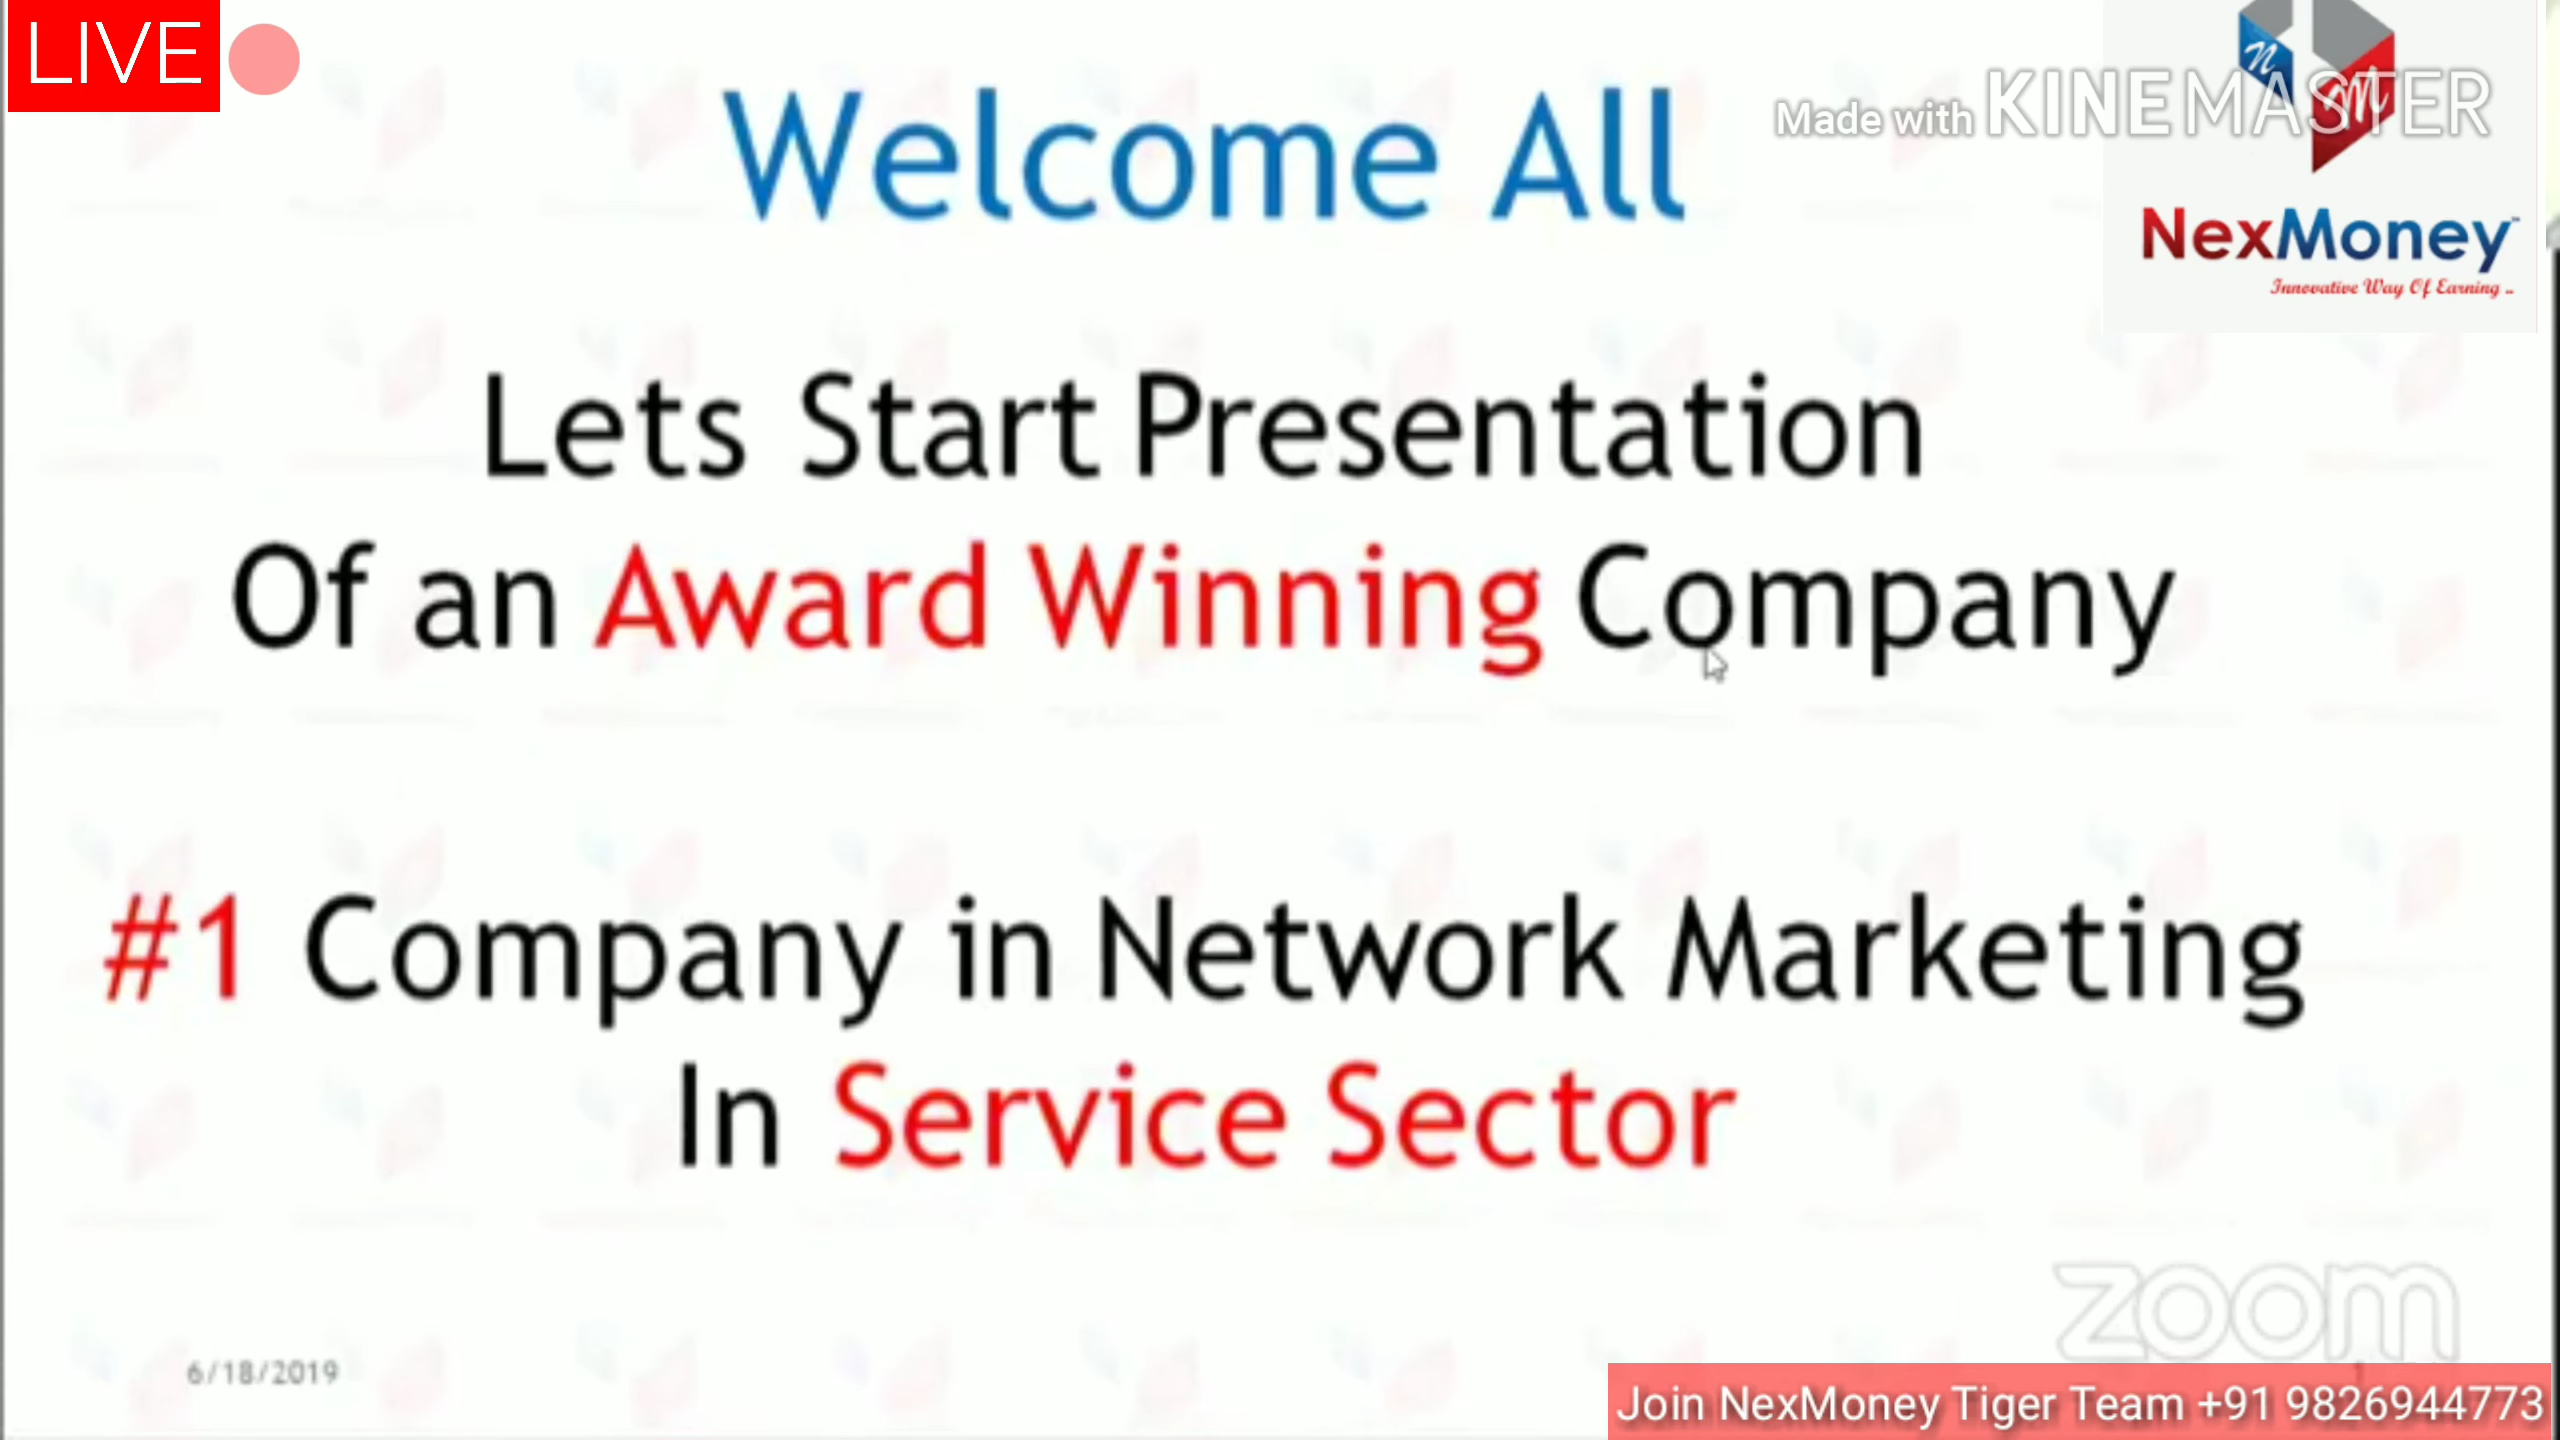 LIVE
Made with KINEMASTER
Welcome All
n
m
NexMoney
Innovative Way Of Earning ..
Lets Start Presentation
Of an Award Winning Company
#1 Company in Network Marketing
In Service Sector
zoom
6/18/2019
Join NexMoney Tiger Team +91 9826944773